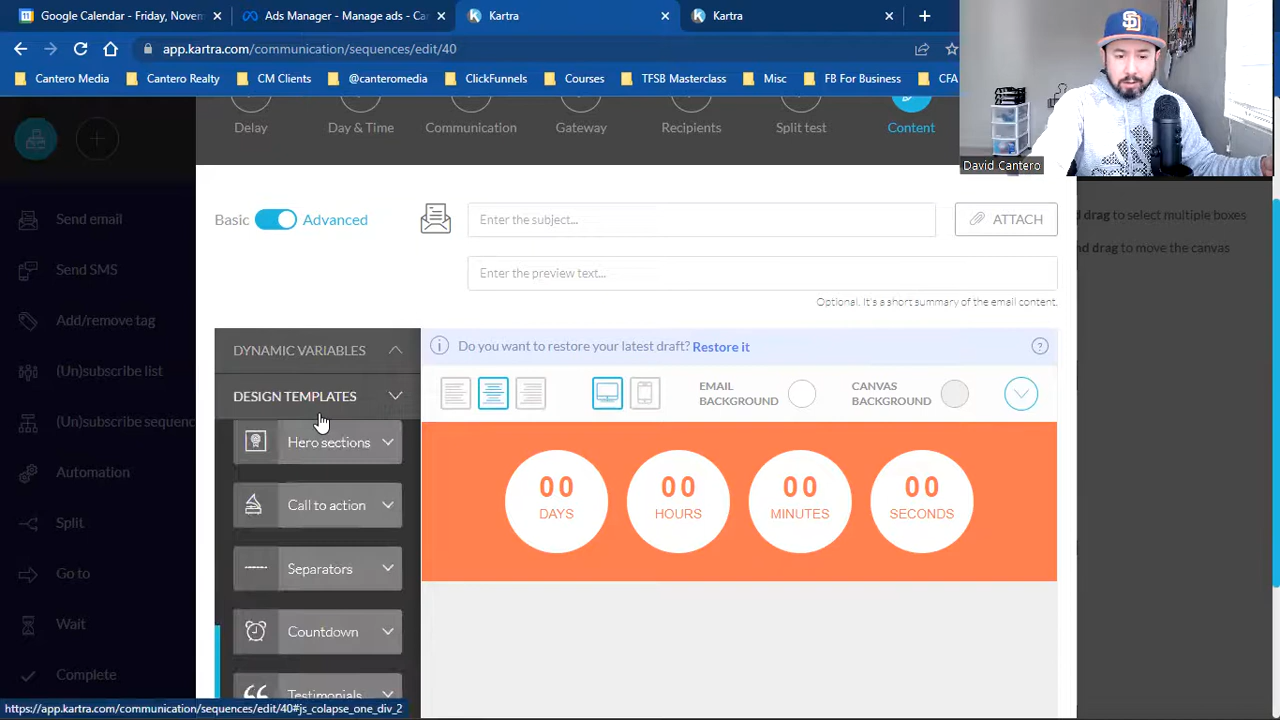 Google Calendar - Friday, Novem
Ads Manager - Manage ads - Can
Kartra
Kartra
app.kartra.com/communication/sequences/edit/40
Cantero Media
Cantero Realty
CM Clients
@canteromedia
ClickFunnels
Courses
TFSB Masterclass
Misc
FB For Business
CFA
Delay
Day & Time
Communication
Gateway
Recipients
Split test
Content
David Cantero
Basic
Advanced
Enter the subject...
ATTACH
Enter the preview text...
Optional. It's a short summary of the email content.
Send email
Send SMS
Add/remove tag
(Un)subscribe list
(Un)subscribe sequenc
Automation
Split
Go to
Wait
Complete
d drag to select multiple boxes
nd drag to move the canvas
DYNAMIC VARIABLES
DESIGN TEMPLATES
Hero sections
Call to action
Separators
Countdown
Testimonials
Do you want to restore your latest draft? Restore it
EMAIL
BACKGROUND
CANVAS
BACKGROUND
00
DAYS
00
HOURS
00
MINUTES
00
SECONDS
https://app.kartra.com/communication/sequences/edit/40#js_colapse_one_div_2